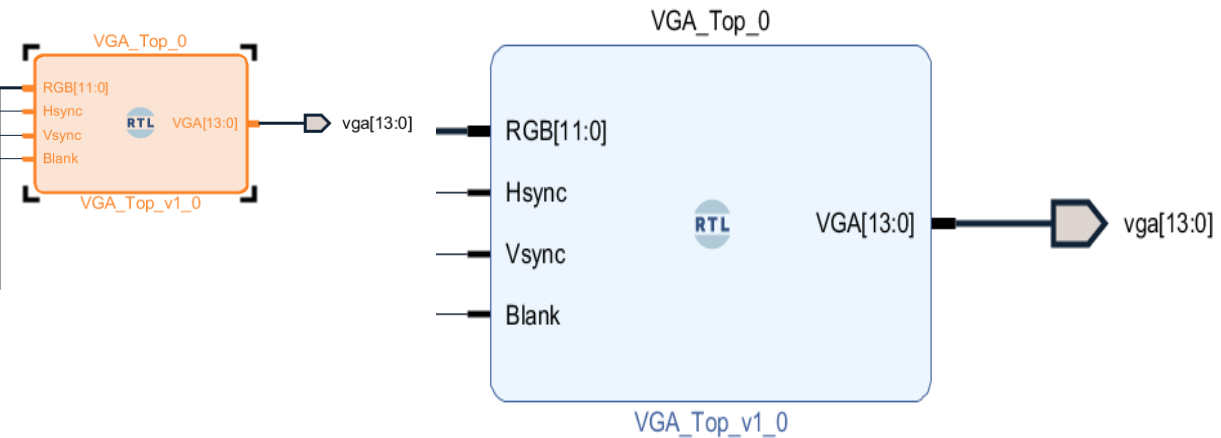 VGA_Top_0
RGB[11:0]
Hsync
Vsync
Blank
RTL
VGA[13:0]
vga[13:0]
VGA_Top_v1_0
VGA_Top_0
RGB[11:0]
Hsync
Vsync
Blank
RTL
VGA[13:0]
vga[13:0]
VGA_Top_v1_0